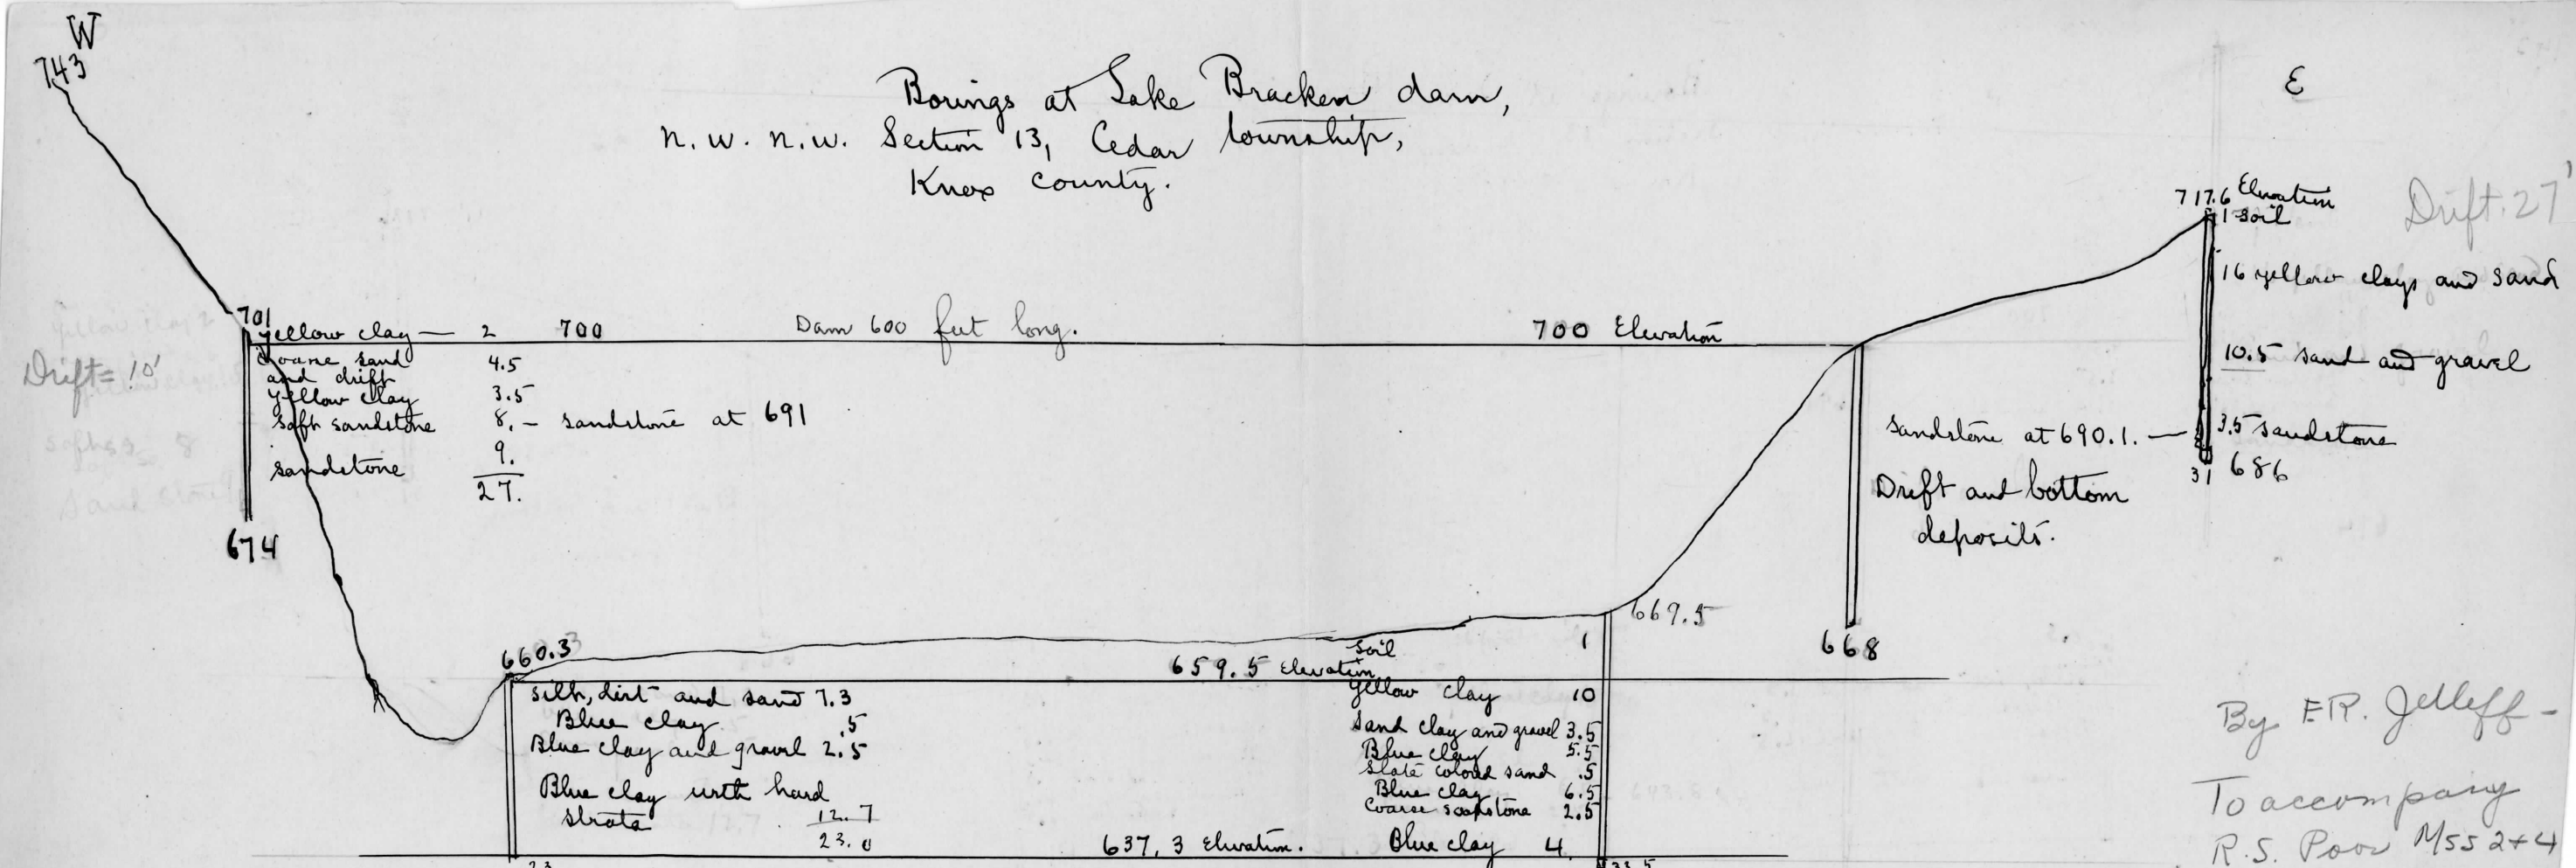 W
743
Borings at Lake Bracken dam,
N.W. N.W. Section 13, Cedar township,
Knox county.
E
717.6 Elevation
1 soil
Drift. 27'
16 yellow clays and sand
10.5 sand and gravel
sandstone at 690.1. — 3.5 sandstone
31 686
Drift and bottom
deposits.
668
701
yellow clay — 2 700 Dam 600 feet long. 700 Elevation
coarse sand 4.5
and drift
yellow clay 3.5
soft sandstone 8. — sandstone at 691
sandstone 9.
27.
674
Drift = 10'
yellow clay 2
660.3
silt, dirt and sand 7.3
Blue clay .5
Blue clay and gravel 2.5
Blue clay with hard
strata 12.7
23.0
23
659.5 Elevation
637.3 Elevation.
669.5
soil 1
yellow clay 10
sand clay and gravel 3.5
Blue clay 5.5
slate colored sand .5
Blue clay 6.5
coarse soapstone 2.5
Blue clay 4
33.5
By E.R. Jelleff —
To accompany
R.S. Poor Mss 2+4